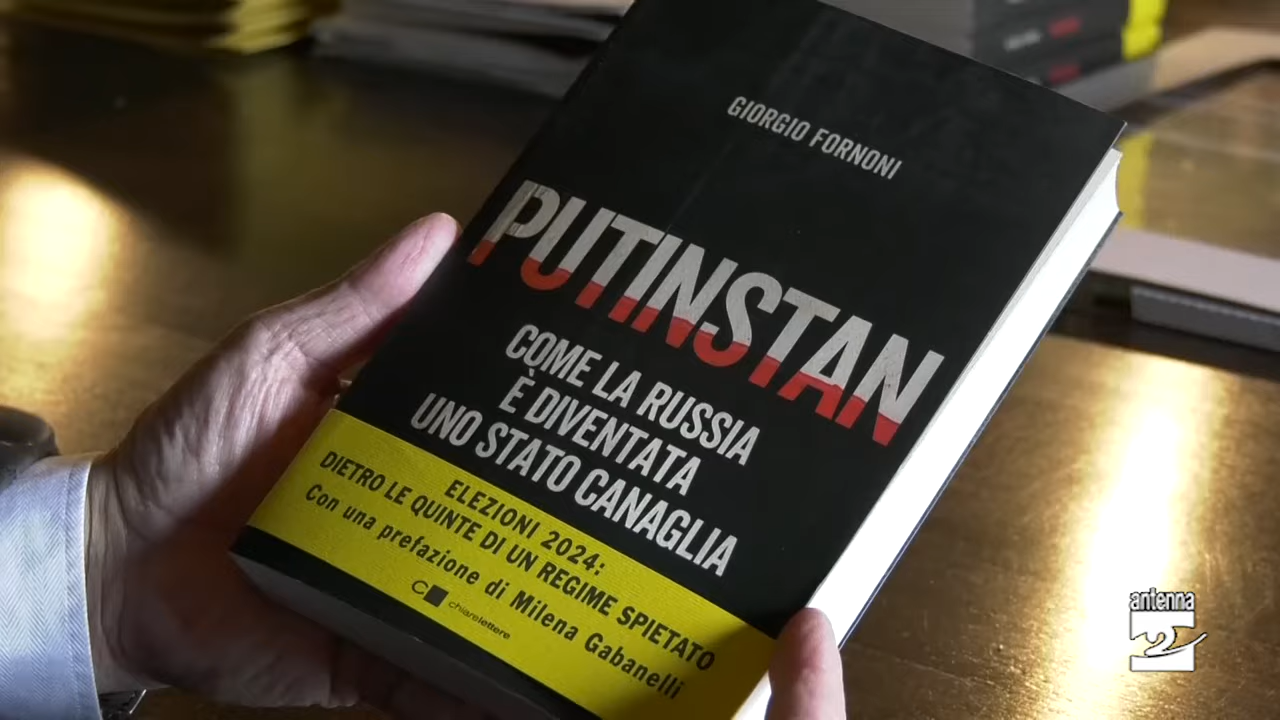 GIORGIO FORNONI
PUTINSTAN
COME LA RUSSIA
È DIVENTATA
UNO STATO CANAGLIA
ELEZIONI 2024:
DIETRO LE QUINTE DI UN REGIME SPIETATO
Con una prefazione di Milena Gabanelli
C
chiarelettere
antenna
2